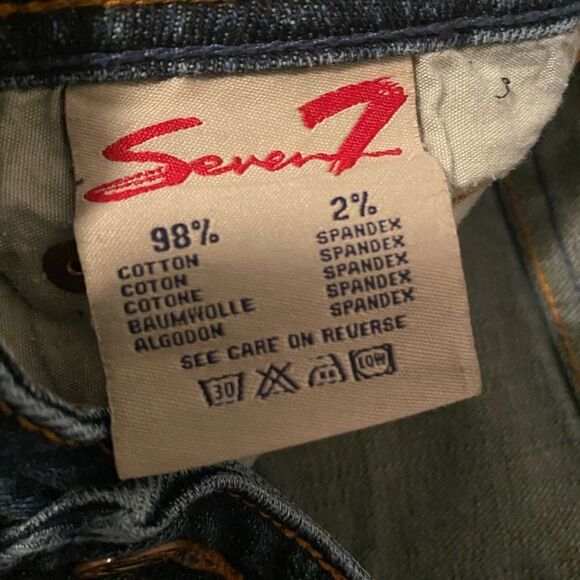 Seven7
3
98% 2%
COTTON SPANDEX
COTON SPANDEX
COTONE SPANDEX
BAUMWOLLE SPANDEX
ALGODON SPANDEX
SEE CARE ON REVERSE
30 LOW